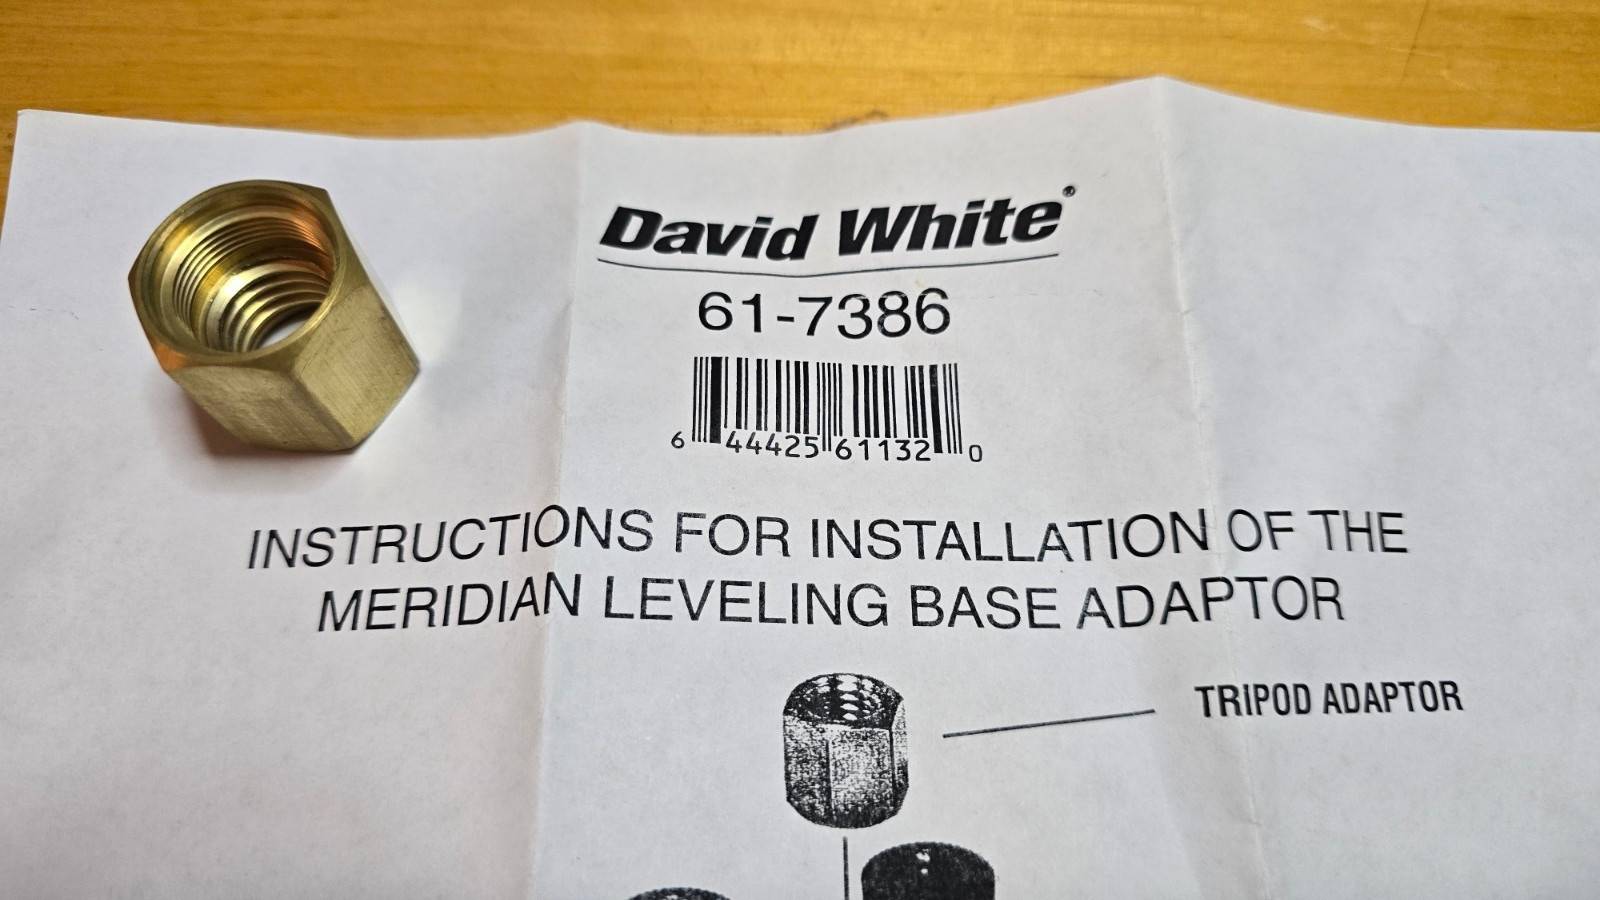 David White®
61-7386
6 44425 61132 0
INSTRUCTIONS FOR INSTALLATION OF THE
MERIDIAN LEVELING BASE ADAPTOR
TRIPOD ADAPTOR